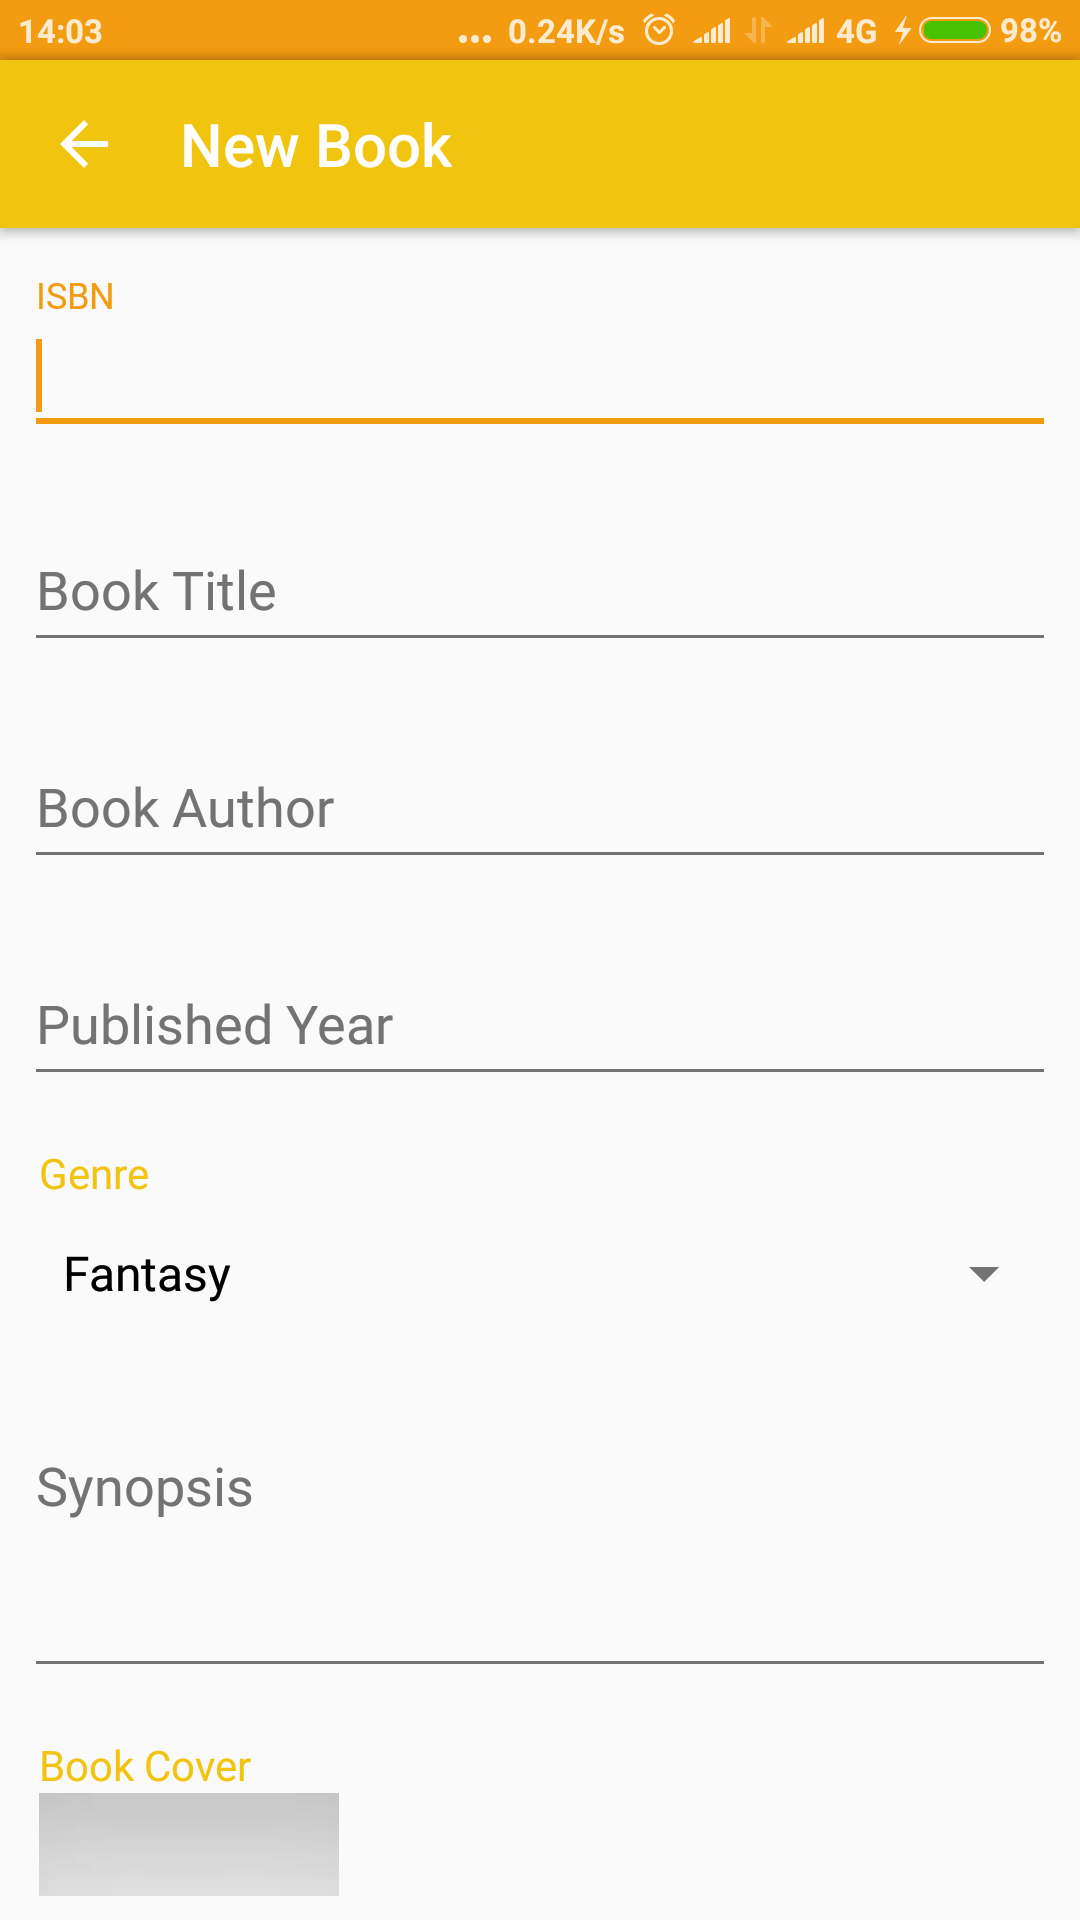 14:03 ... 0.24K/s 4G 98%
New Book
ISBN
Book Title
Book Author
Published Year
Genre
Fantasy
Synopsis
Book Cover